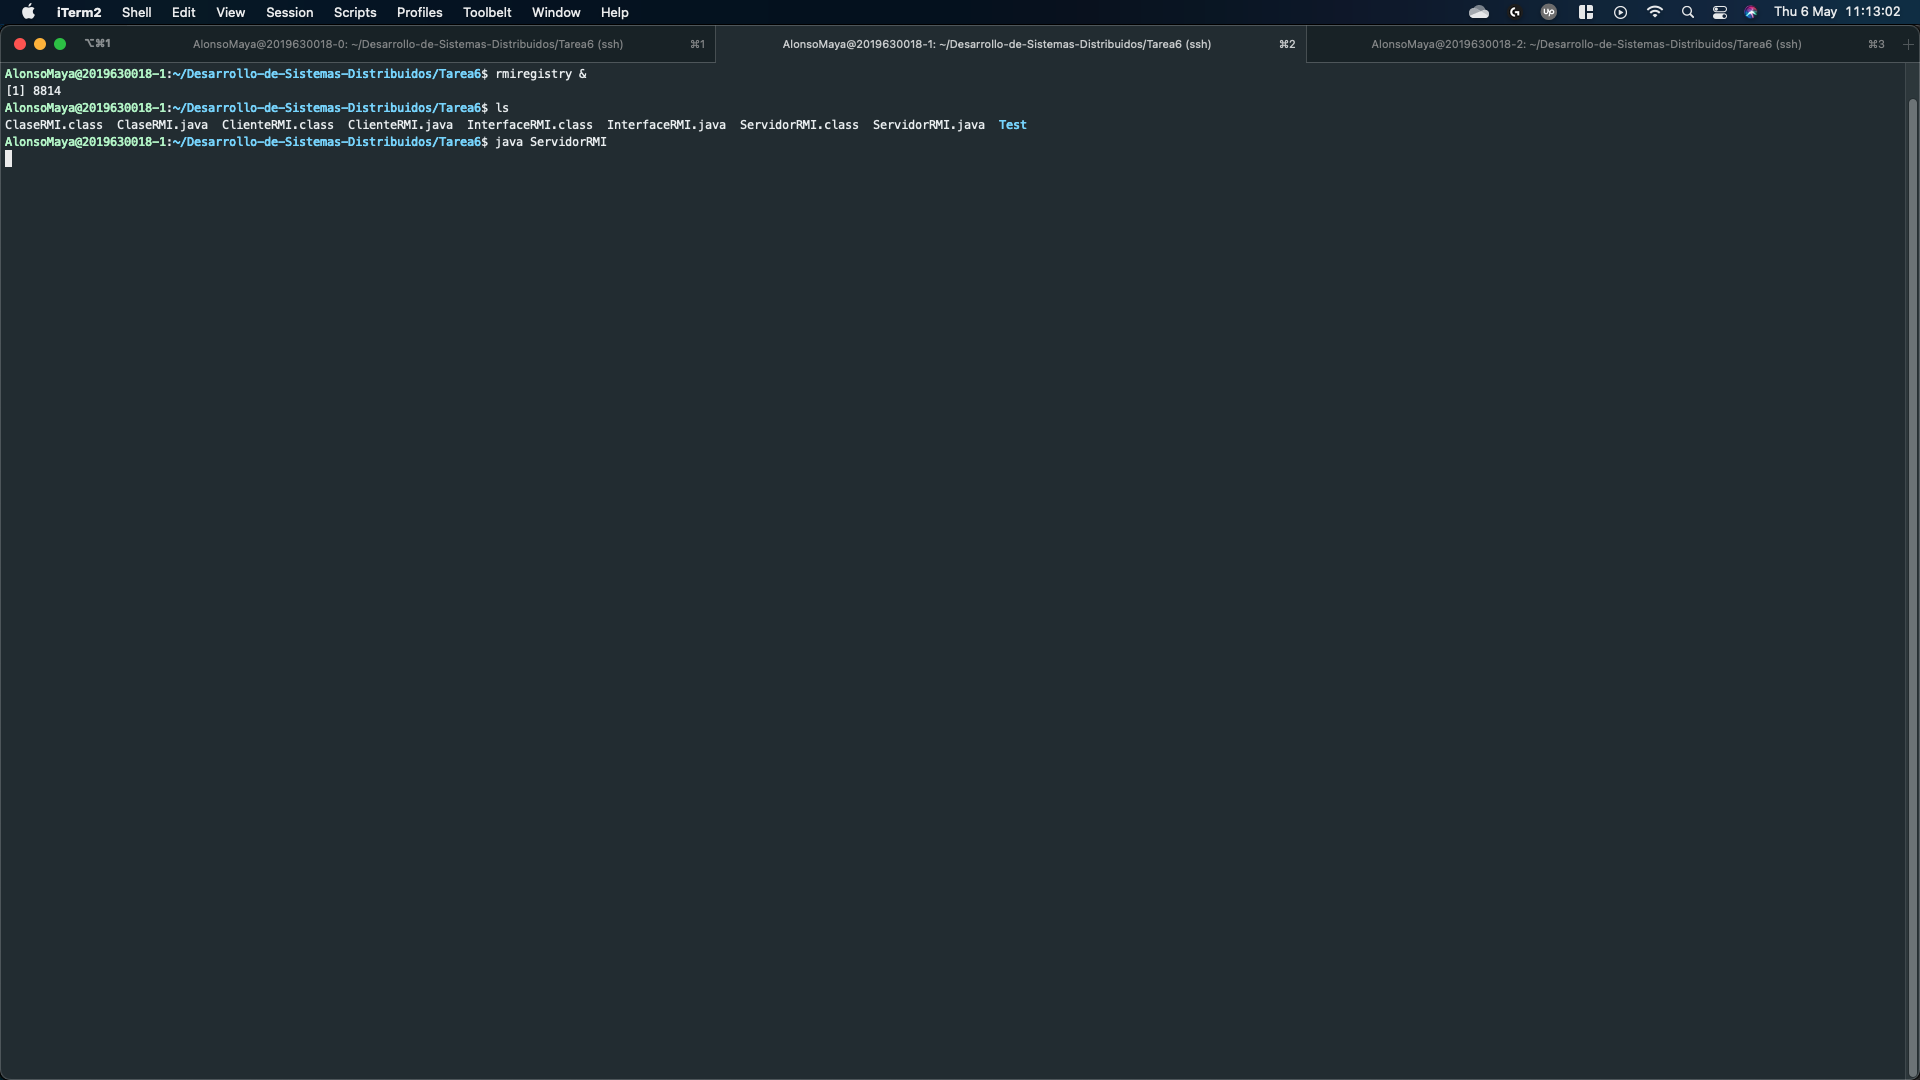 iTerm2 Shell Edit View Session Scripts Profiles Toolbelt Window Help Thu 6 May 11:13:02
⌥⌘1 AlonsoMaya@2019630018-0: ~/Desarrollo-de-Sistemas-Distribuidos/Tarea6 (ssh) ⌘1 AlonsoMaya@2019630018-1: ~/Desarrollo-de-Sistemas-Distribuidos/Tarea6 (ssh) ⌘2 AlonsoMaya@2019630018-2: ~/Desarrollo-de-Sistemas-Distribuidos/Tarea6 (ssh) ⌘3
AlonsoMaya@2019630018-1:~/Desarrollo-de-Sistemas-Distribuidos/Tarea6$ rmiregistry &
[1] 8814
AlonsoMaya@2019630018-1:~/Desarrollo-de-Sistemas-Distribuidos/Tarea6$ ls
ClaseRMI.class ClaseRMI.java ClienteRMI.class ClienteRMI.java InterfaceRMI.class InterfaceRMI.java ServidorRMI.class ServidorRMI.java Test
AlonsoMaya@2019630018-1:~/Desarrollo-de-Sistemas-Distribuidos/Tarea6$ java ServidorRMI